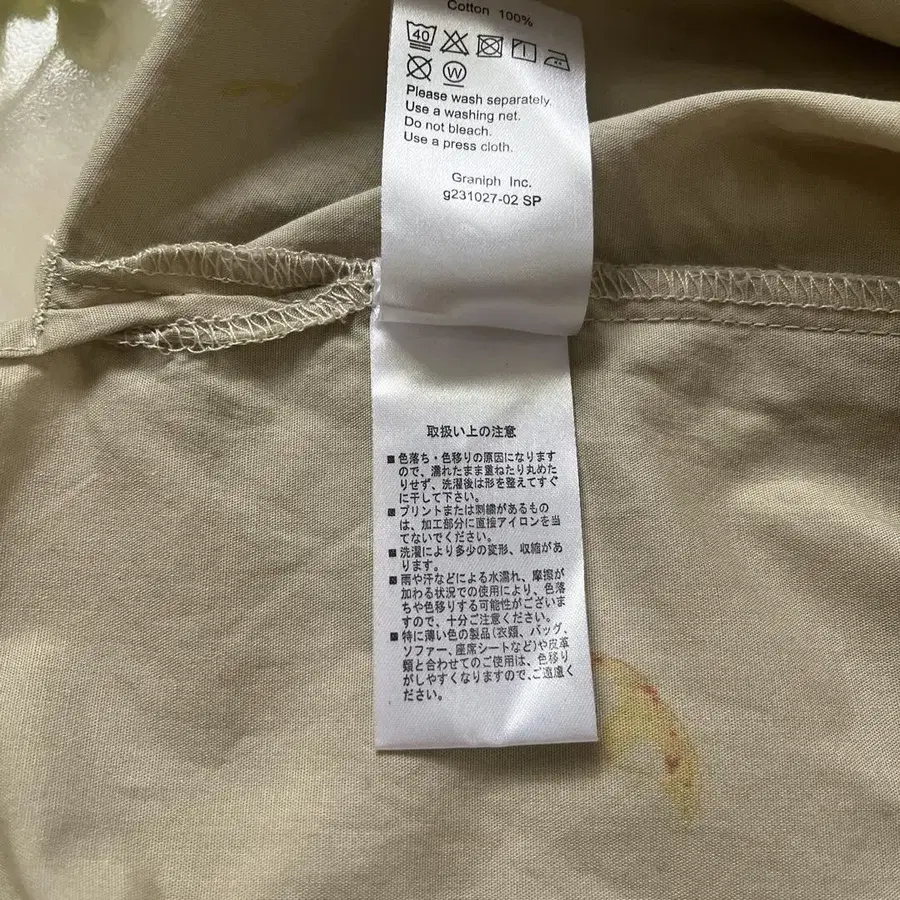 Cotton 100%
40
W
Please wash separately.
Use a washing net.
Do not bleach.
Use a press cloth.
Graniph Inc.
g231027-02 SP
取扱い上の注意
■色落ち・色移りの原因になります
ので、濡れたまま重ねたり丸めた
りせず、洗濯後は形を整えてすぐ
に干して下さい。
■プリントまたは刺繍があるもの
は、加工部分に直接アイロンを当
てないでください。
■洗濯により多少の変形、収縮があ
ります。
■雨や汗などによる水濡れ、摩擦が
加わる状況での使用により、色落
ちや色移りする可能性がございま
すので、十分ご注意ください。
■特に薄い色の製品(衣類、バッグ、
ソファー、座席シートなど)や皮革
類と合わせてのご使用は、色移り
がしやすくなりますので、ご遠慮く
ださい。